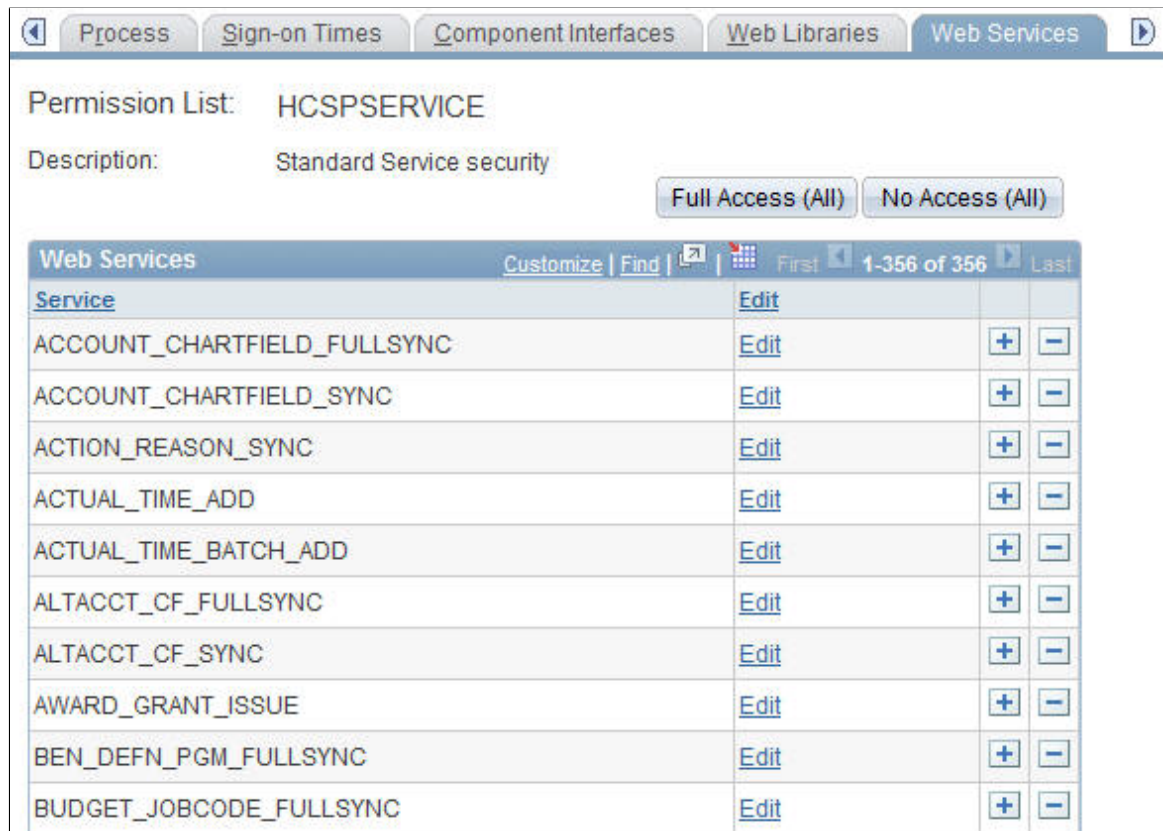 Process Sign-on Times Component Interfaces Web Libraries Web Services
Permission List: HCSPSERVICE
Description: Standard Service security
Full Access (All) No Access (All)
Web Services Customize | Find | | First 1-356 of 356 Last
Service Edit
ACCOUNT_CHARTFIELD_FULLSYNC Edit
ACCOUNT_CHARTFIELD_SYNC Edit
ACTION_REASON_SYNC Edit
ACTUAL_TIME_ADD Edit
ACTUAL_TIME_BATCH_ADD Edit
ALTACCT_CF_FULLSYNC Edit
ALTACCT_CF_SYNC Edit
AWARD_GRANT_ISSUE Edit
BEN_DEFN_PGM_FULLSYNC Edit
BUDGET_JOBCODE_FULLSYNC Edit